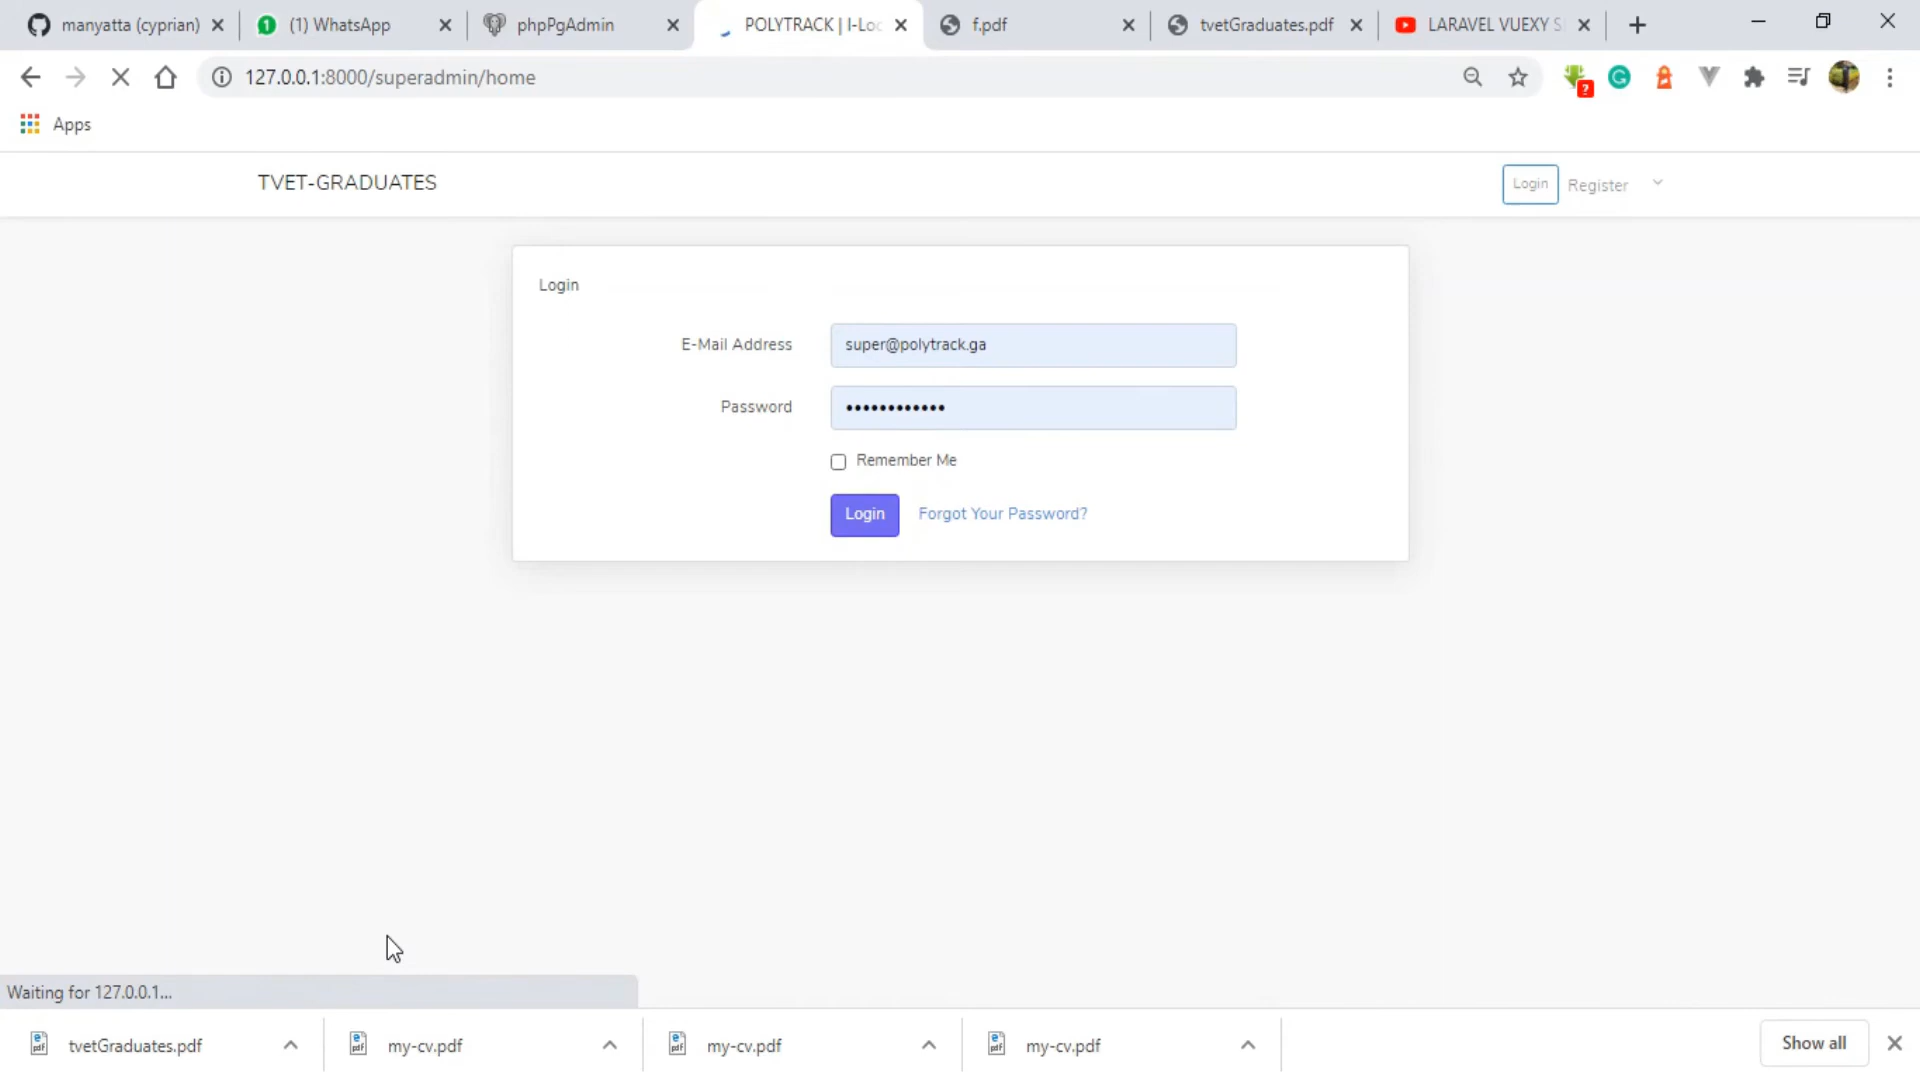 manyatta (cyprian)
(1) WhatsApp
phpPgAdmin
POLYTRACK | I-Loc
f.pdf
tvetGraduates.pdf
LARAVEL VUEXY S
127.0.0.1:8000/superadmin/home
Apps
TVET-GRADUATES
Login
Register
Login
E-Mail Address
super@polytrack.ga
Password
••••••••••••
Remember Me
Login
Forgot Your Password?
Waiting for 127.0.0.1...
tvetGraduates.pdf
my-cv.pdf
my-cv.pdf
my-cv.pdf
Show all